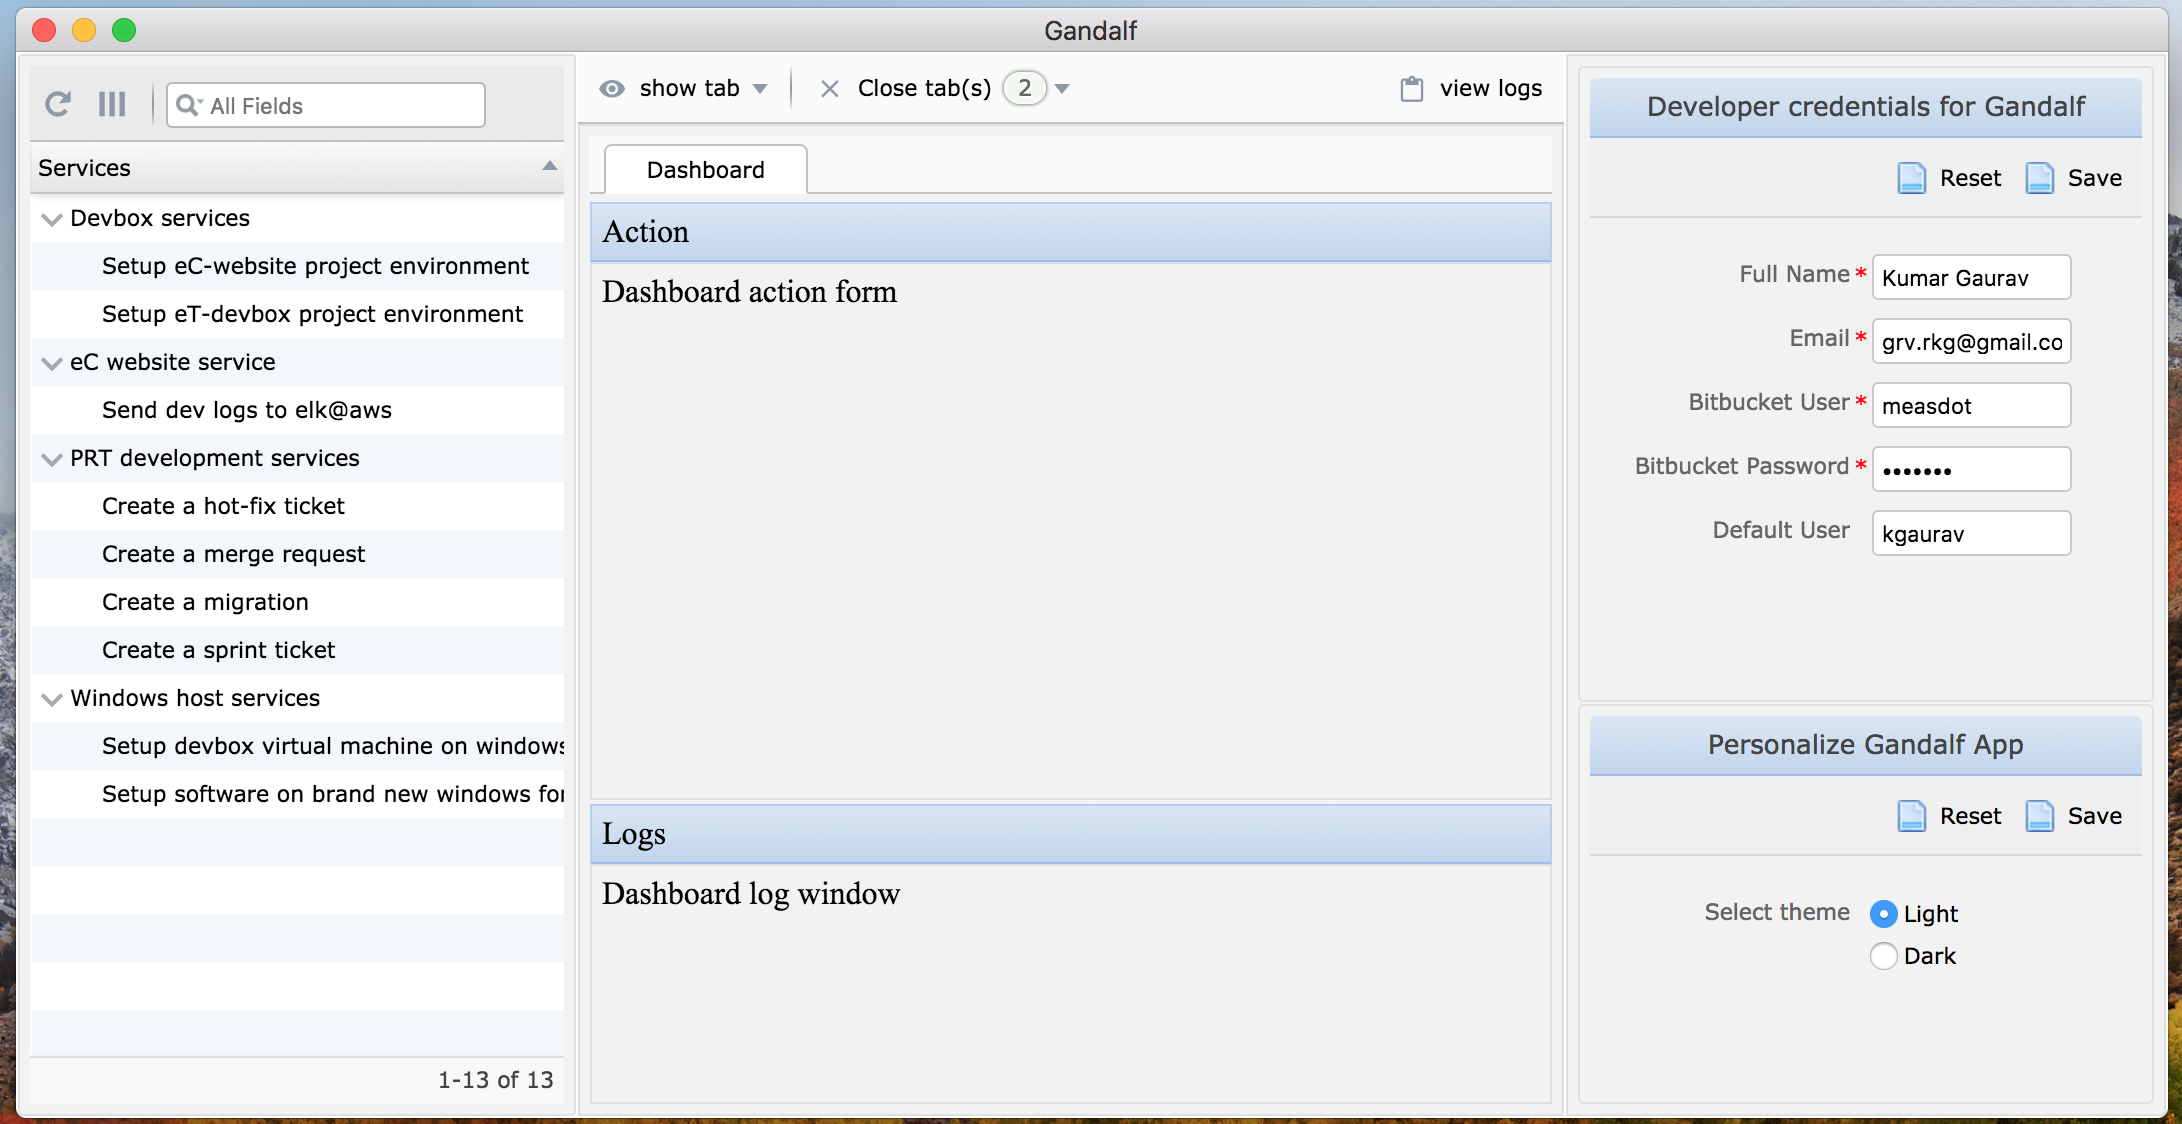 Gandalf
All Fields
Services
Devbox services
Setup eC-website project environment
Setup eT-devbox project environment
eC website service
Send dev logs to elk@aws
PRT development services
Create a hot-fix ticket
Create a merge request
Create a migration
Create a sprint ticket
Windows host services
Setup devbox virtual machine on windows
Setup software on brand new windows for
1-13 of 13
show tab
Close tab(s) 2
view logs
Dashboard
Action
Dashboard action form
Logs
Dashboard log window
Developer credentials for Gandalf
Reset Save
Full Name * Kumar Gaurav
Email * grv.rkg@gmail.co
Bitbucket User * measdot
Bitbucket Password * •••••••
Default User kgaurav
Personalize Gandalf App
Reset Save
Select theme Light
Dark